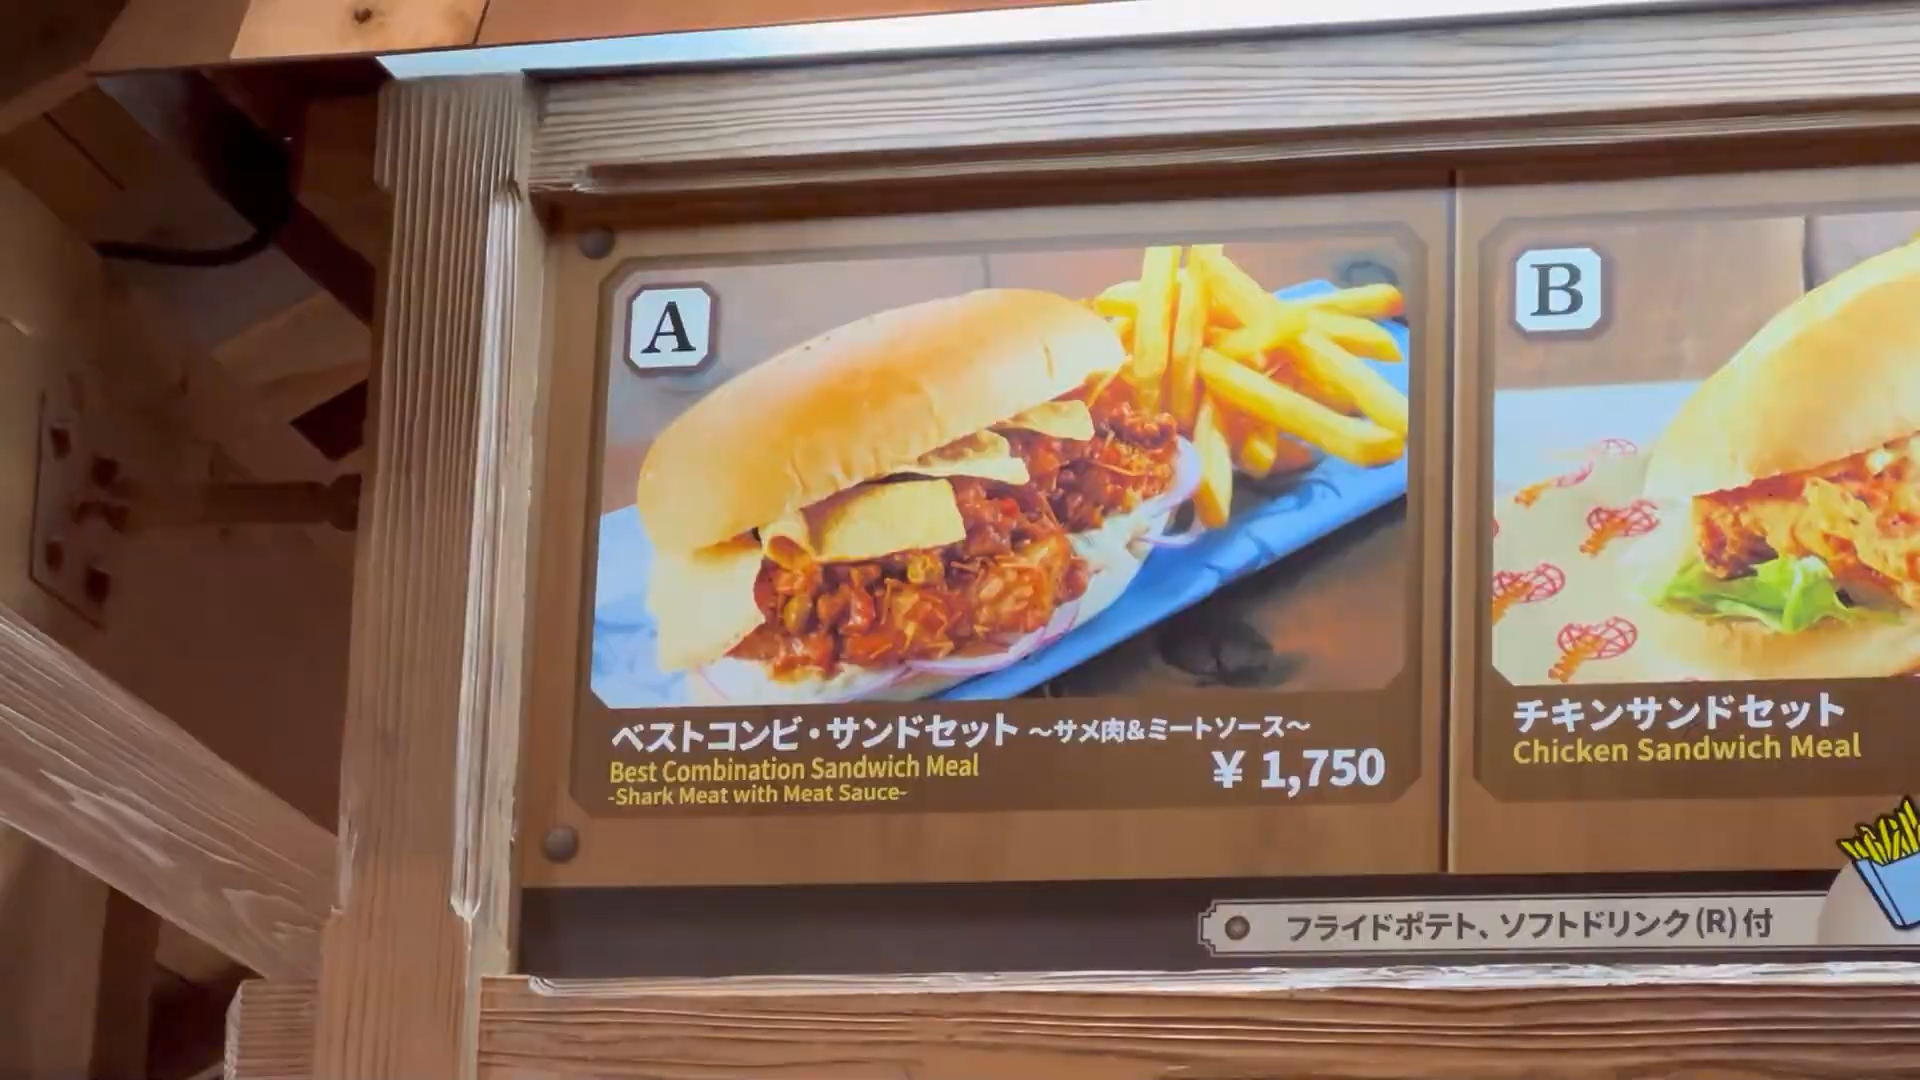 A
ベストコンビ・サンドセット ～サメ肉&ミートソース～
Best Combination Sandwich Meal
-Shark Meat with Meat Sauce-
¥ 1,750
B
チキンサンドセット
Chicken Sandwich Meal
フライドポテト、ソフトドリンク(R)付